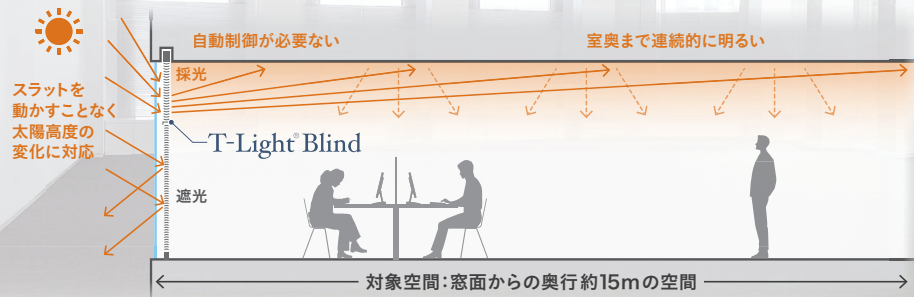 自動制御が必要ない
室奥まで連続的に明るい
採光
スラットを
動かすことなく
太陽高度の
変化に対応
T-Light® Blind
遮光
対象空間：窓面からの奥行約15mの空間